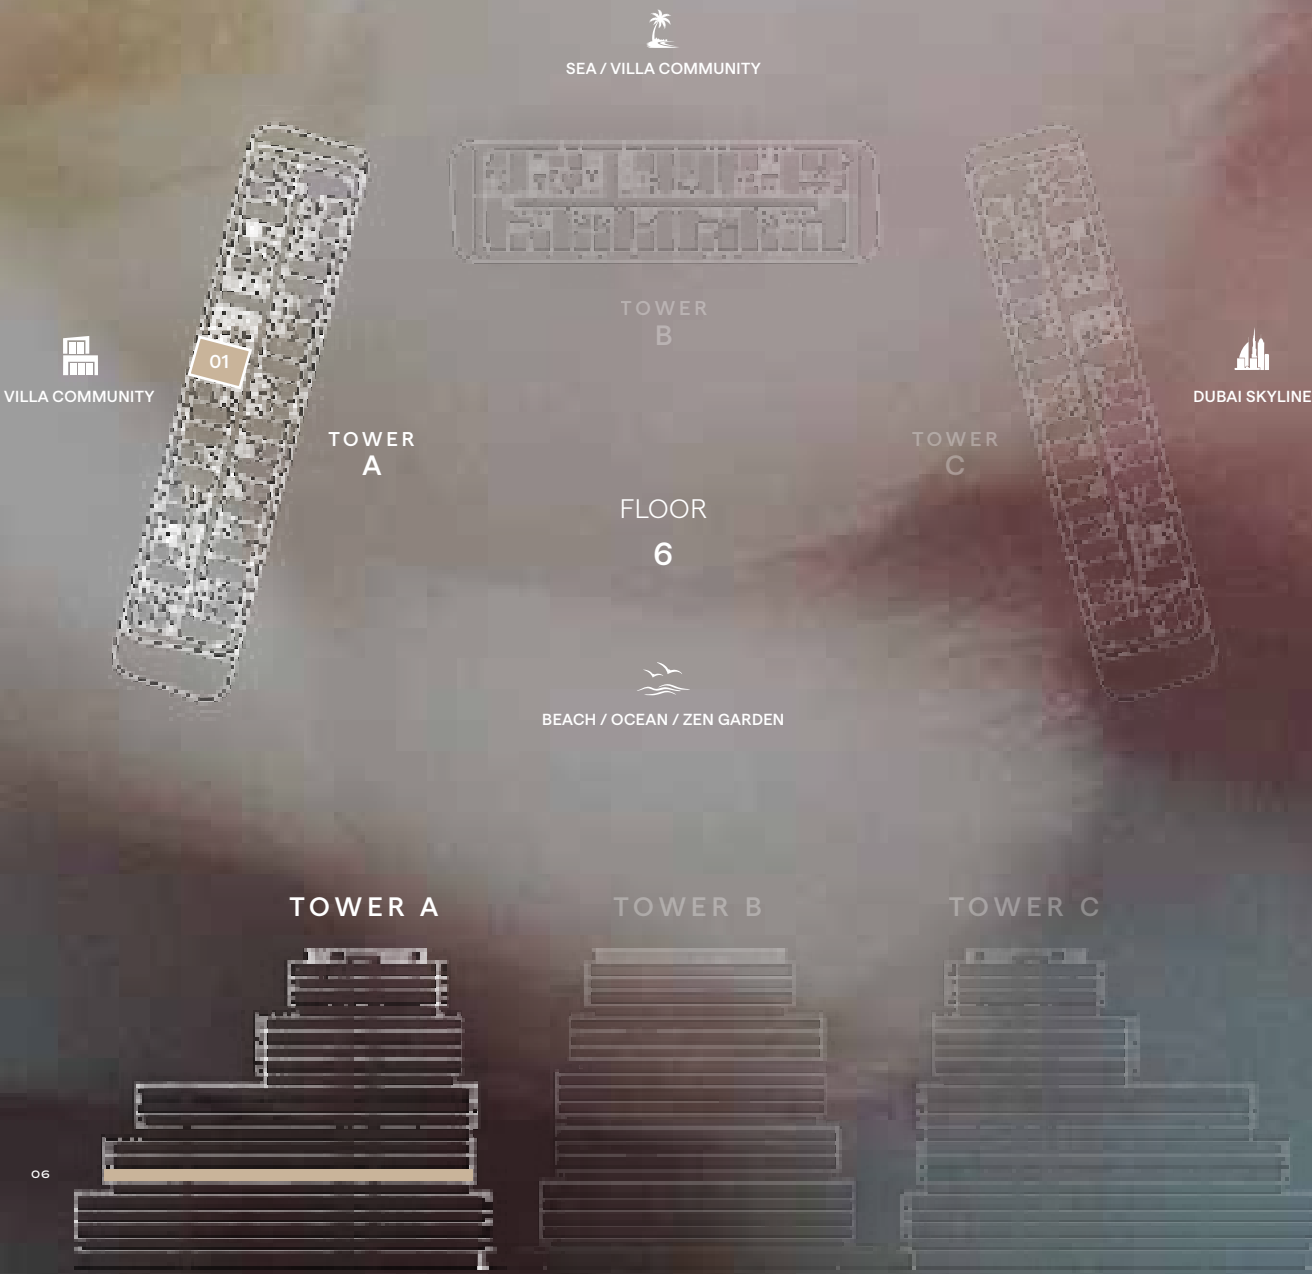 SEA / VILLA COMMUNITY
TOWER
B
01
VILLA COMMUNITY
DUBAI SKYLINE
TOWER
A
TOWER
C
FLOOR
6
BEACH / OCEAN / ZEN GARDEN
TOWER A
TOWER B
TOWER C
06